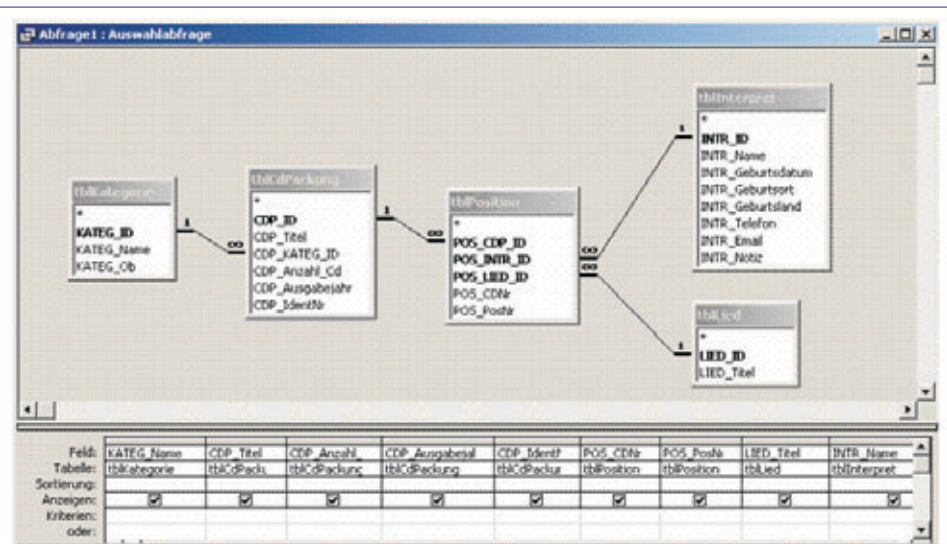 Abfrage1 : Auswahlabfrage
tblKategorie
*
KATEG_ID
KATEG_Name
KATEG_Ob
1
∞
tblCdPackung
*
CDP_ID
CDP_Titel
CDP_KATEG_ID
CDP_Anzahl_Cd
CDP_Ausgabejahr
CDP_IdentNr
1
∞
tblPosition
*
POS_CDP_ID
POS_INTR_ID
POS_LIED_ID
POS_CDNr
POS_PosNr
∞
∞
1
tblInterpret
*
INTR_ID
INTR_Name
INTR_Geburtsdatum
INTR_Geburtsort
INTR_Geburtsland
INTR_Telefon
INTR_Email
INTR_Notiz
1
tblLied
*
LIED_ID
LIED_Titel
Feld: KATEG_Name CDP_Titel CDP_Anzahl_ CDP_Ausgabejal CDP_Identf POS_CDNr POS_PosNr LIED_Titel INTR_Name
Tabelle: tblKategorie tblCdPacku tblCdPackung tblCdPackung tblCdPackur tblPosition tblPosition tblLied tblInterpret
Sortierung:
Anzeigen:
Kriterien:
oder: